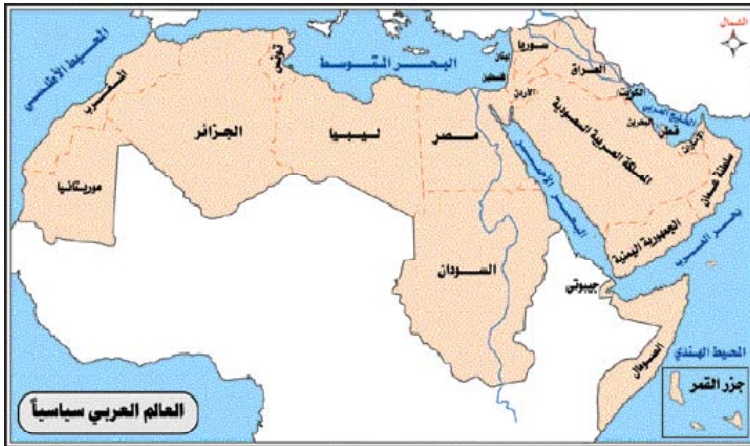 الشمال
المحيط الأطلسي
البحر المتوسط
تونس
المغرب
الجزائر
ليبيا
مصر
موريتانيا
السودان
لبنان
سوريا
فلسطين
الأردن
العراق
الكويت
الخليج العربي
البحرين
قطر
الإمارات
المملكة العربية السعودية
سلطنة عمان
البحر الأحمر
الجمهورية اليمنية
بحر العرب
جيبوتي
الصومال
المحيط الهندي
جزر القمر
العالم العربي سياسياً